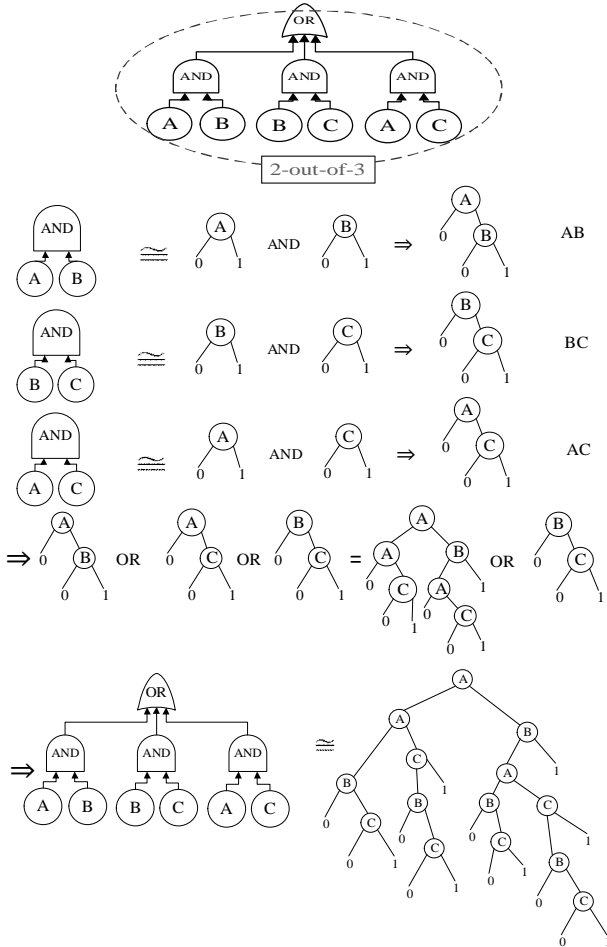 OR
AND AND AND
A B B C A C
2-out-of-3
AND
A B
≅ A AND B ⇒ A B AB
0 1 0 1 0 0 1
AND
B C
≅ B AND C ⇒ B C BC
0 1 0 1 0 0 1
AND
A C
≅ A AND C ⇒ A C AC
0 1 0 1 0 0 1
⇒ A B OR A C OR B C = A A B OR B C
0 0 1 0 0 1 0 0 1 0 C A 1 0 0 1
0 1 0 C
0 1
OR
AND AND AND
⇒ A B B C A C ≅
A
A B
C A 1
B 1
B B C
0 C 0 0 C 1
C B
0 1 0 1
0 1 0 C
0 1